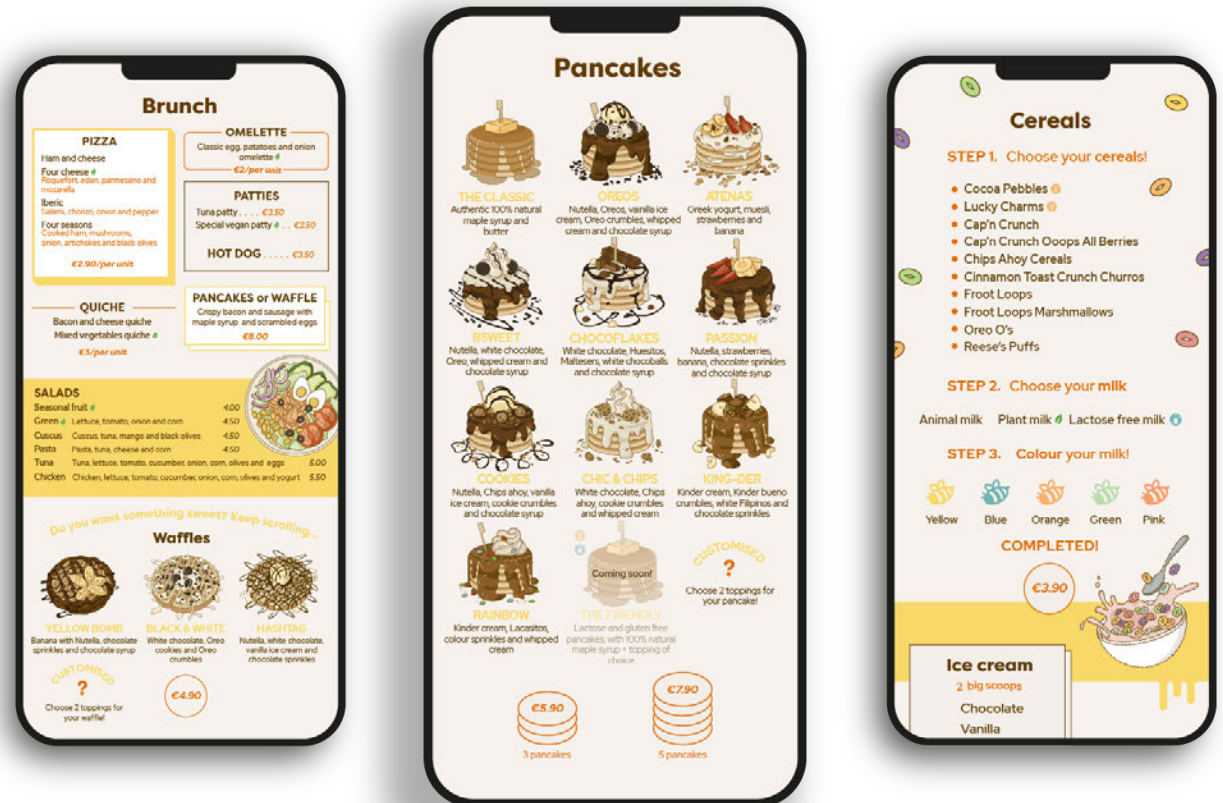 Brunch
PIZZA
Ham and cheese
Four cheese
Roquefort, edan, parmesano and
mozarella
Iberic
Salami, chorizo, onion and pepper
Four seasons
Cooked ham, mushrooms,
onion, artichokes and black olives
€2.90/per unit
OMELETTE
Classic egg, patatoes and onion
omelette
€2/per unit
PATTIES
Tuna patty . . . . €3.50
Special vegan patty . . €2.50
HOT DOG . . . . . €3.50
QUICHE
Bacon and cheese quiche
Mixed vegetables quiche
€3/per unit
PANCAKES or WAFFLE
Crispy bacon and sausage with
maple syrup and scrambled eggs
€8.00
SALADS
Seasonal fruit 4.00
Green Lettuce, tomato, onion and corn 4.50
Cuscus Cuscus, tuna, mango and black olives 4.50
Pasta Pasta, tuna, cheese and corn 4.50
Tuna Tuna, lettuce, tomato, cucumber, onion, corn, olives and eggs 5.00
Chicken Chicken, lettuce, tomato, cucumber, onion, corn, olives and yogurt 5.50
Do you want something sweet? Keep scrolling...
Waffles
YELLOW BOMB
Banana with Nutella, chocolate
sprinkles and chocolate syrup
BLACK & WHITE
White chocolate, Oreo
cookies and Oreo
crumbles
HASHTAG
Nutella, white chocolate,
vanilla ice cream and
chocolate sprinkles
CUSTOMISED
?
Choose 2 toppings for
your waffle!
€4.90
Pancakes
THE CLASSIC
Authentic 100% natural
maple syrup and
butter
OREOS
Nutella, Oreos, vanilla ice
cream, Oreo crumbles, whipped
cream and chocolate syrup
ATENAS
Greek yogurt, muesli,
strawberries and
banana
BSWEET
Nutella, white chocolate,
Oreo, whipped cream and
chocolate syrup
CHOCOFLAKES
White chocolate, Huesitos,
Maltesers, white chocoballs
and chocolate syrup
PASSION
Nutella, strawberries,
banana, chocolate sprinkles
and chocolate syrup
COOKIES
Nutella, Chips ahoy, vanilla
ice cream, cookie crumbles
and chocolate syrup
CHIC & CHIPS
White chocolate, Chips
ahoy, cookie crumbles
and whipped cream
KING-DER
Kinder cream, Kinder bueno
crumbles, white Filipinos and
chocolate sprinkles
RAINBOW
Kinder cream, Lacasitos,
colour sprinkles and whipped
cream
Coming soon!
THE FRIENDLY
Lactose and gluten free
pancakes, with 100% natural
maple syrup + topping of
choice
CUSTOMISED
?
Choose 2 toppings for
your pancake!
€5.90
3 pancakes
€7.90
5 pancakes
Cereals
STEP 1. Choose your cereals!
Cocoa Pebbles
Lucky Charms
Cap'n Crunch
Cap'n Crunch Ooops All Berries
Chips Ahoy Cereals
Cinnamon Toast Crunch Churros
Froot Loops
Froot Loops Marshmallows
Oreo O's
Reese's Puffs
STEP 2. Choose your milk
Animal milk Plant milk Lactose free milk
STEP 3. Colour your milk!
Yellow Blue Orange Green Pink
COMPLETED!
€3.90
Ice cream
2 big scoops
Chocolate
Vanilla